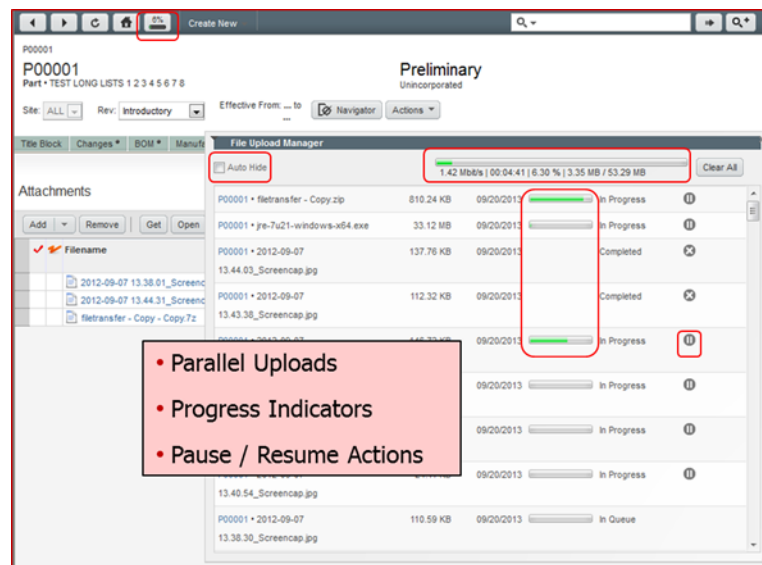 0%
Create New
P00001
P00001
Part • TEST LONG LISTS 1 2 3 4 5 6 7 8
Preliminary
Unincorporated
Site: ALL Rev: Introductory Effective From: ... to ... Navigator Actions
Title Block Changes * BOM * Manufa
File Upload Manager
Auto Hide
1.42 Mbit/s | 00:04:41 | 6.30 % | 3.35 MB / 53.29 MB
Clear All
Attachments
Add Remove Get Open
Filename
2012-09-07 13.38.01_Screenc
2012-09-07 13.44.31_Screenc
filetransfer - Copy - Copy.7z
P00001 • filetransfer - Copy.zip 810.24 KB 09/20/2013 In Progress
P00001 • jre-7u21-windows-x64.exe 33.12 MB 09/20/2013 In Progress
P00001 • 2012-09-07 137.76 KB 09/20/2013 Completed
13.44.03_Screencap.jpg
P00001 • 2012-09-07 112.32 KB 09/20/2013 Completed
13.43.38_Screencap.jpg
09/20/2013 In Progress
09/20/2013 In Progress
09/20/2013 In Progress
09/20/2013 In Progress
13.40.54_Screencap.jpg
P00001 • 2012-09-07 110.59 KB 09/20/2013 In Queue
13.38.30_Screencap.jpg
• Parallel Uploads
• Progress Indicators
• Pause / Resume Actions